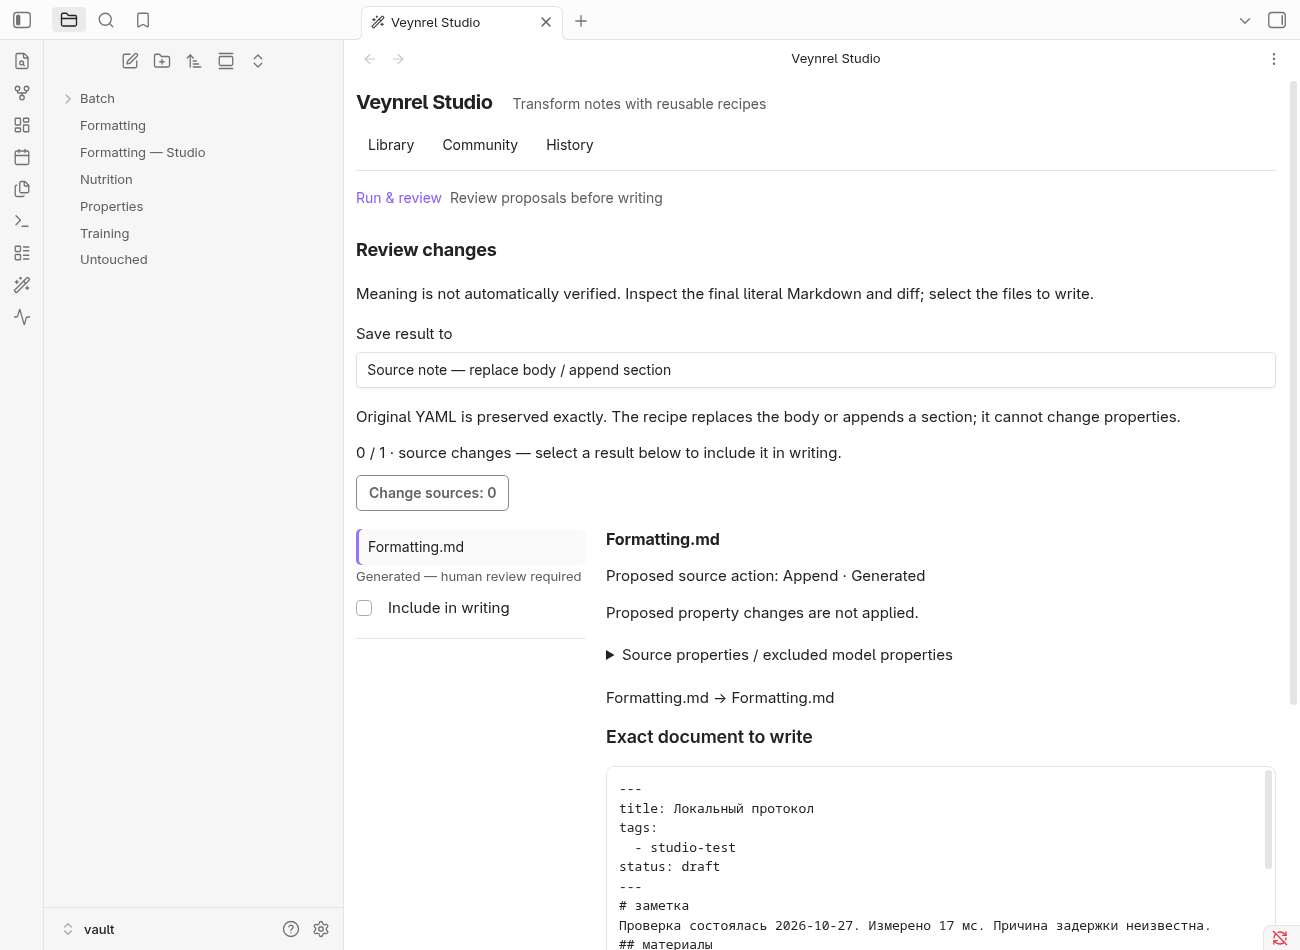 Veynrel Studio
Veynrel Studio
Batch
Formatting
Formatting — Studio
Nutrition
Properties
Training
Untouched
vault
Veynrel Studio Transform notes with reusable recipes
Library Community History
Run & review Review proposals before writing
Review changes
Meaning is not automatically verified. Inspect the final literal Markdown and diff; select the files to write.
Save result to
Source note — replace body / append section
Original YAML is preserved exactly. The recipe replaces the body or appends a section; it cannot change properties.
0 / 1 · source changes — select a result below to include it in writing.
Change sources: 0
Formatting.md
Generated — human review required
Include in writing
Formatting.md
Proposed source action: Append · Generated
Proposed property changes are not applied.
Source properties / excluded model properties
Formatting.md → Formatting.md
Exact document to write
---
title: Локальный протокол
tags:
  - studio-test
status: draft
---
# заметка
Проверка состоялась 2026-10-27. Измерено 17 мс. Причина задержки неизвестна.
## материалы